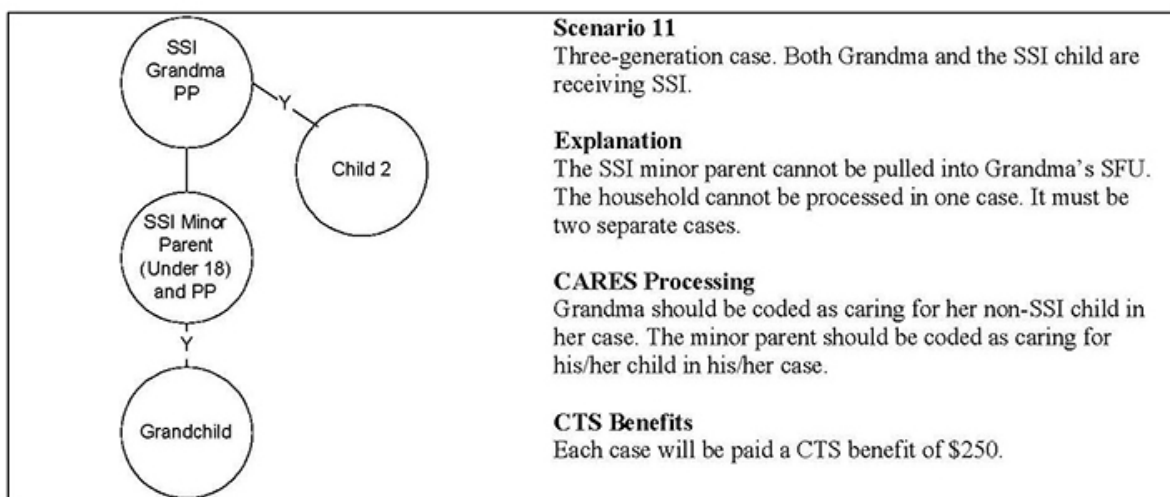 SSI
Grandma
PP
Y
Child 2
SSI Minor
Parent
(Under 18)
and PP
Y
Grandchild
Scenario 11
Three-generation case. Both Grandma and the SSI child are
receiving SSI.
Explanation
The SSI minor parent cannot be pulled into Grandma's SFU.
The household cannot be processed in one case. It must be
two separate cases.
CARES Processing
Grandma should be coded as caring for her non-SSI child in
her case. The minor parent should be coded as caring for
his/her child in his/her case.
CTS Benefits
Each case will be paid a CTS benefit of $250.